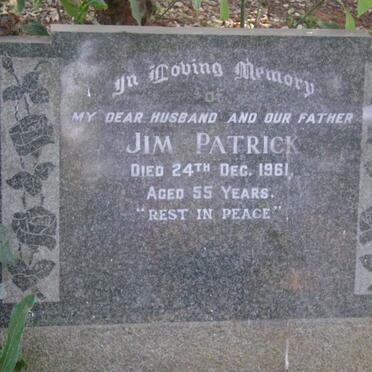 In Loving Memory
of
MY DEAR HUSBAND AND OUR FATHER
JIM PATRICK
DIED 24TH DEC. 1961,
AGED 55 YEARS.
"REST IN PEACE"